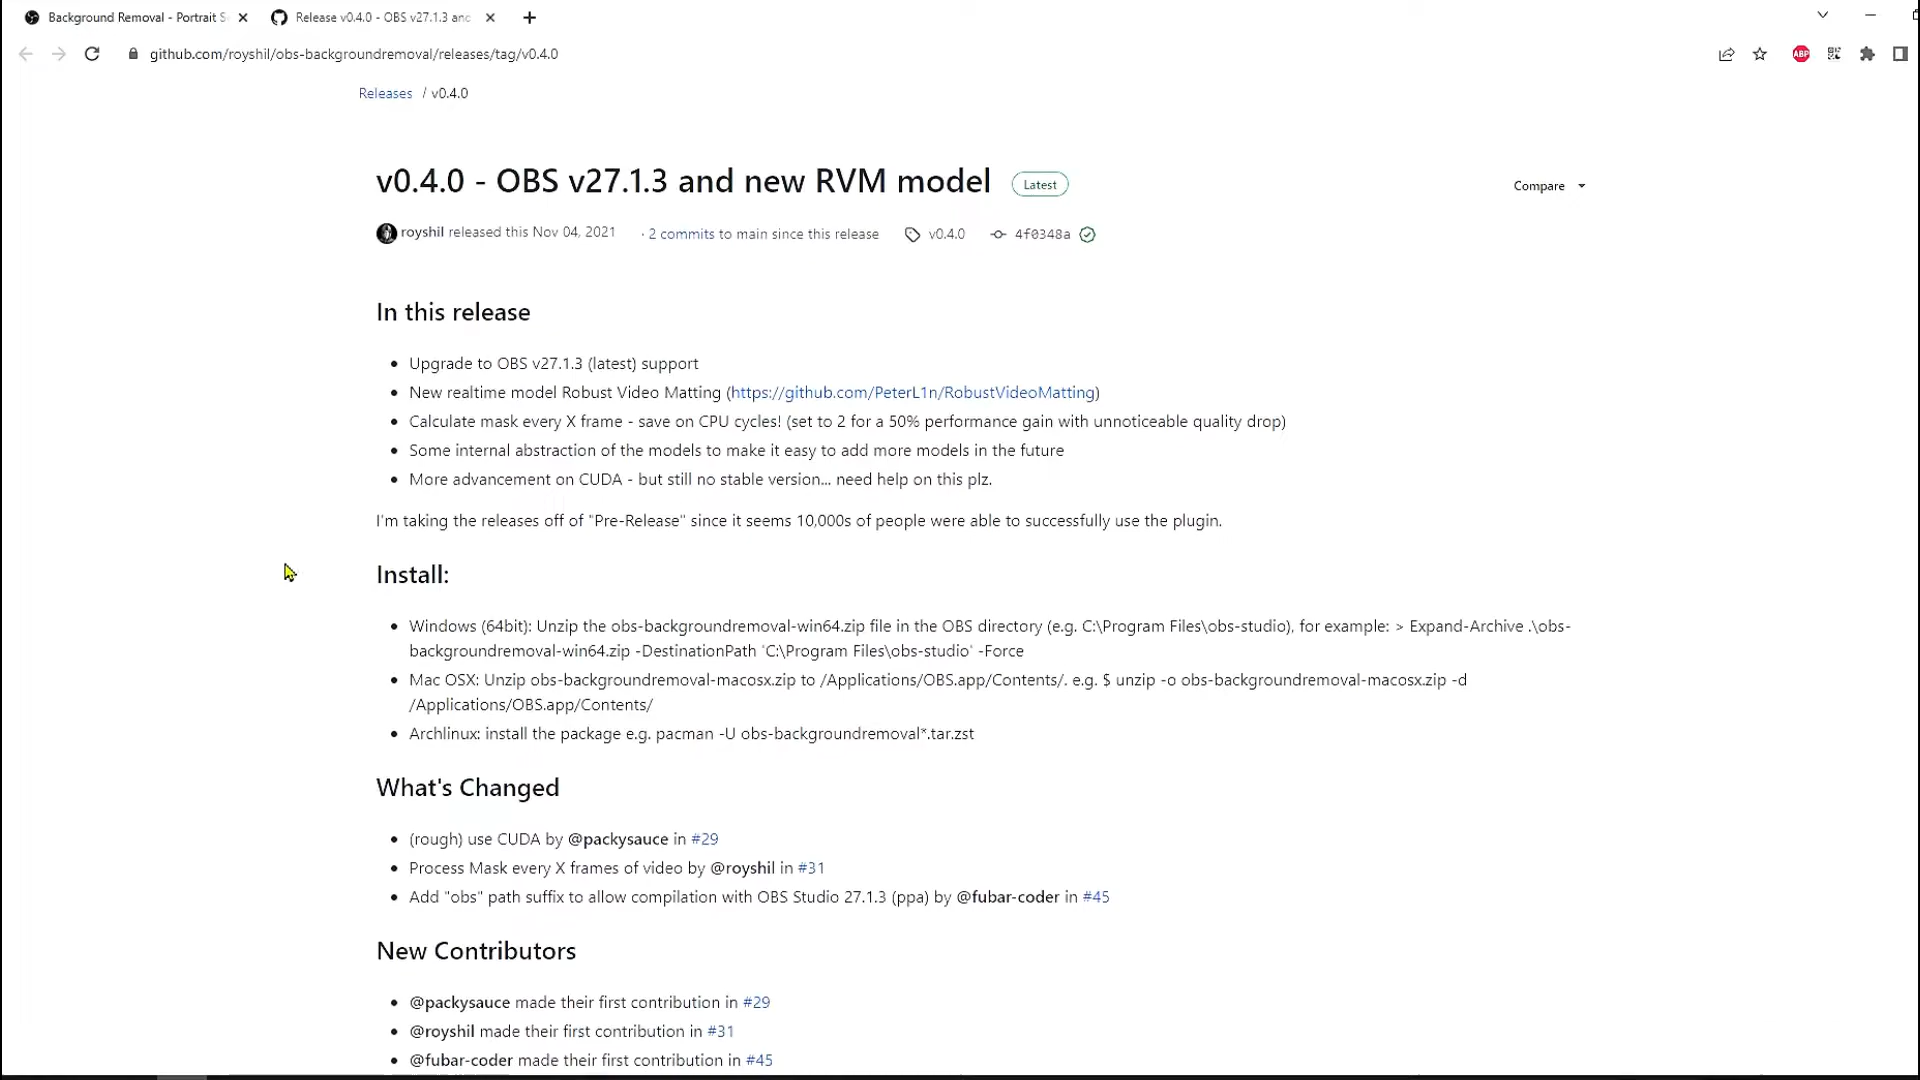 Background Removal - Portrait S
Release v0.4.0 - OBS v27.1.3 and
github.com/royshil/obs-backgroundremoval/releases/tag/v0.4.0
ABP
Releases / v0.4.0
v0.4.0 - OBS v27.1.3 and new RVM model Latest
Compare
royshil released this Nov 04, 2021 · 2 commits to main since this release v0.4.0 4f0348a
In this release
• Upgrade to OBS v27.1.3 (latest) support
• New realtime model Robust Video Matting (https://github.com/PeterL1n/RobustVideoMatting)
• Calculate mask every X frame - save on CPU cycles! (set to 2 for a 50% performance gain with unnoticeable quality drop)
• Some internal abstraction of the models to make it easy to add more models in the future
• More advancement on CUDA - but still no stable version... need help on this plz.
I'm taking the releases off of "Pre-Release" since it seems 10,000s of people were able to successfully use the plugin.
Install:
• Windows (64bit): Unzip the obs-backgroundremoval-win64.zip file in the OBS directory (e.g. C:\Program Files\obs-studio), for example: > Expand-Archive .\obs-
backgroundremoval-win64.zip -DestinationPath 'C:\Program Files\obs-studio' -Force
• Mac OSX: Unzip obs-backgroundremoval-macosx.zip to /Applications/OBS.app/Contents/. e.g. $ unzip -o obs-backgroundremoval-macosx.zip -d
/Applications/OBS.app/Contents/
• Archlinux: install the package e.g. pacman -U obs-backgroundremoval*.tar.zst
What's Changed
• (rough) use CUDA by @packysauce in #29
• Process Mask every X frames of video by @royshil in #31
• Add "obs" path suffix to allow compilation with OBS Studio 27.1.3 (ppa) by @fubar-coder in #45
New Contributors
• @packysauce made their first contribution in #29
• @royshil made their first contribution in #31
• @fubar-coder made their first contribution in #45